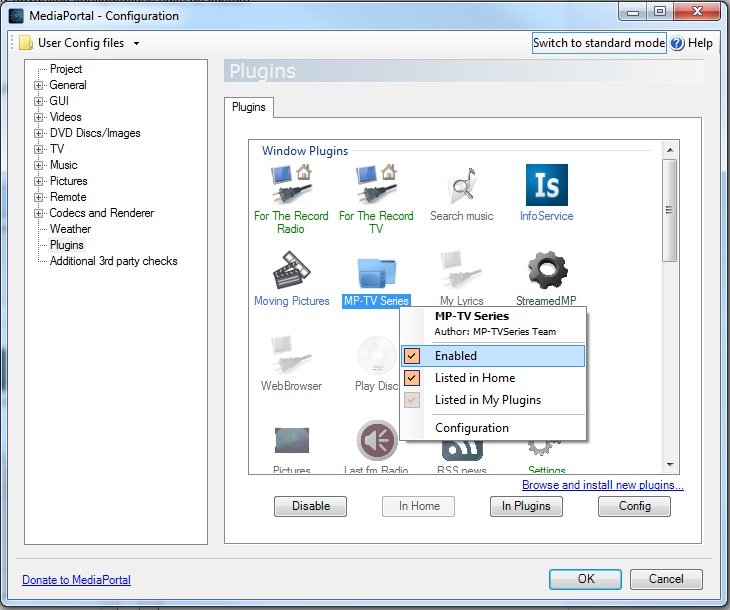 MediaPortal - Configuration
User Config files
Switch to standard mode
Help
Project
General
GUI
Videos
DVD Discs/Images
TV
Music
Pictures
Remote
Codecs and Renderer
Weather
Plugins
Additional 3rd party checks
Plugins
Plugins
Window Plugins
For The Record
Radio
For The Record
TV
Search music
Is
InfoService
Moving Pictures
MP-TV Series
My Lyrics
StreamedMP
MP-TV Series
Author: MP-TVSeries Team
Enabled
Listed in Home
Listed in My Plugins
Configuration
WebBrowser
Play Disc
Pictures
Last fm Radio
RSS news
Settings
Browse and install new plugins...
Disable
In Home
In Plugins
Config
Donate to MediaPortal
OK
Cancel